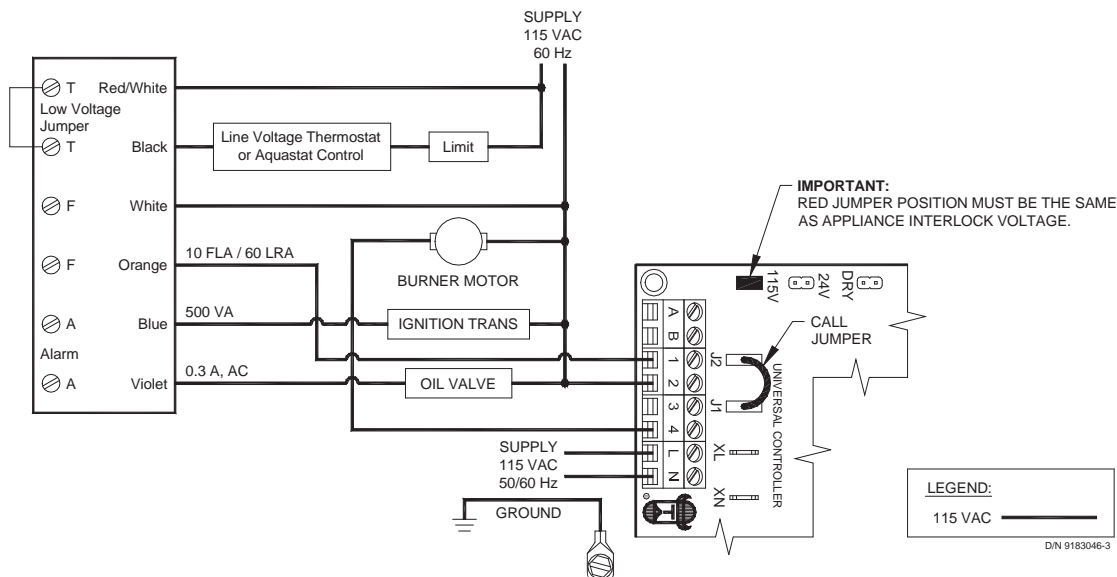 SUPPLY
115 VAC
60 Hz
T
Red/White
Low Voltage
Jumper
T
Black
Line Voltage Thermostat
or Aquastat Control
Limit
F
White
F
Orange
10 FLA / 60 LRA
BURNER MOTOR
A
Blue
500 VA
IGNITION TRANS
Alarm
A
Violet
0.3 A, AC
OIL VALVE
SUPPLY
115 VAC
50/60 Hz
GROUND
IMPORTANT:
RED JUMPER POSITION MUST BE THE SAME
AS APPLIANCE INTERLOCK VOLTAGE.
115V
24V
DRY
CALL
JUMPER
A
B
1
2
3
4
L
N
J2
J1
XL
XN
UNIVERSAL CONTROLLER
LEGEND:
115 VAC
D/N 9183046-3